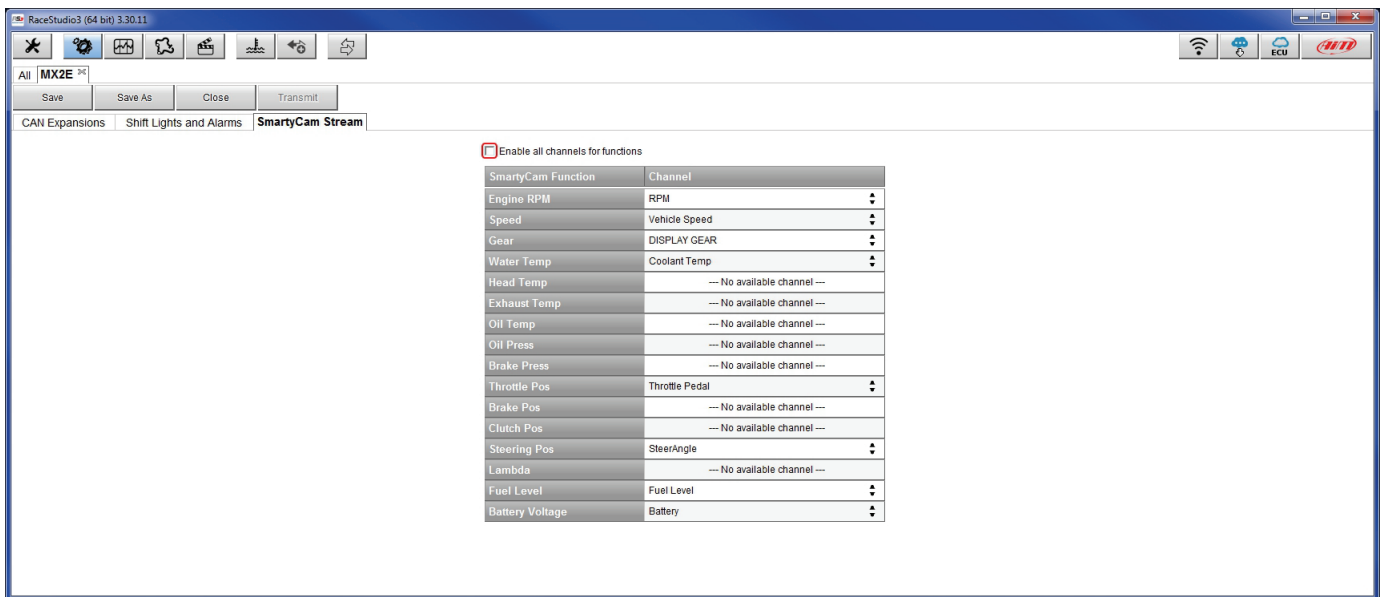 RaceStudio3 (64 bit) 3.30.11
ECU AiM
All MX2E
Save Save As Close Transmit
CAN Expansions Shift Lights and Alarms SmartyCam Stream
Enable all channels for functions
SmartyCam Function Channel
Engine RPM RPM
Speed Vehicle Speed
Gear DISPLAY GEAR
Water Temp Coolant Temp
Head Temp --- No available channel ---
Exhaust Temp --- No available channel ---
Oil Temp --- No available channel ---
Oil Press --- No available channel ---
Brake Press --- No available channel ---
Throttle Pos Throttle Pedal
Brake Pos --- No available channel ---
Clutch Pos --- No available channel ---
Steering Pos SteerAngle
Lambda --- No available channel ---
Fuel Level Fuel Level
Battery Voltage Battery